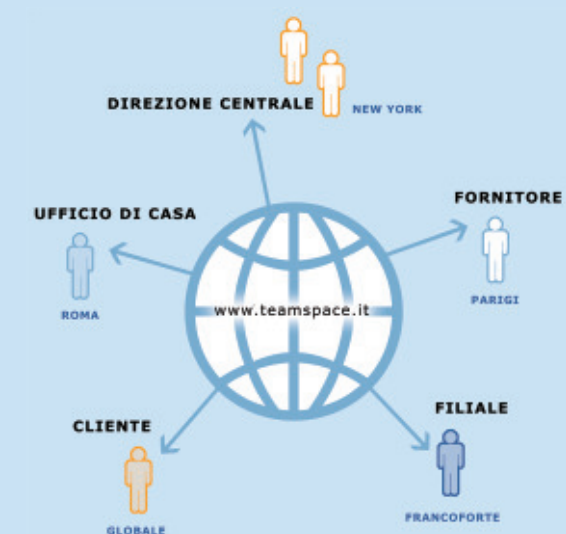 DIREZIONE CENTRALE
NEW YORK
UFFICIO DI CASA
ROMA
FORNITORE
PARIGI
www.teamspace.it
CLIENTE
GLOBALE
FILIALE
FRANCOFORTE